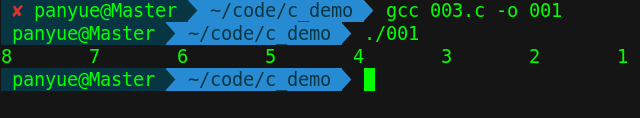 ✘ panyue@Master ~/code/c_demo gcc 003.c -o 001
panyue@Master ~/code/c_demo ./001
8 7 6 5 4 3 2 1
panyue@Master ~/code/c_demo